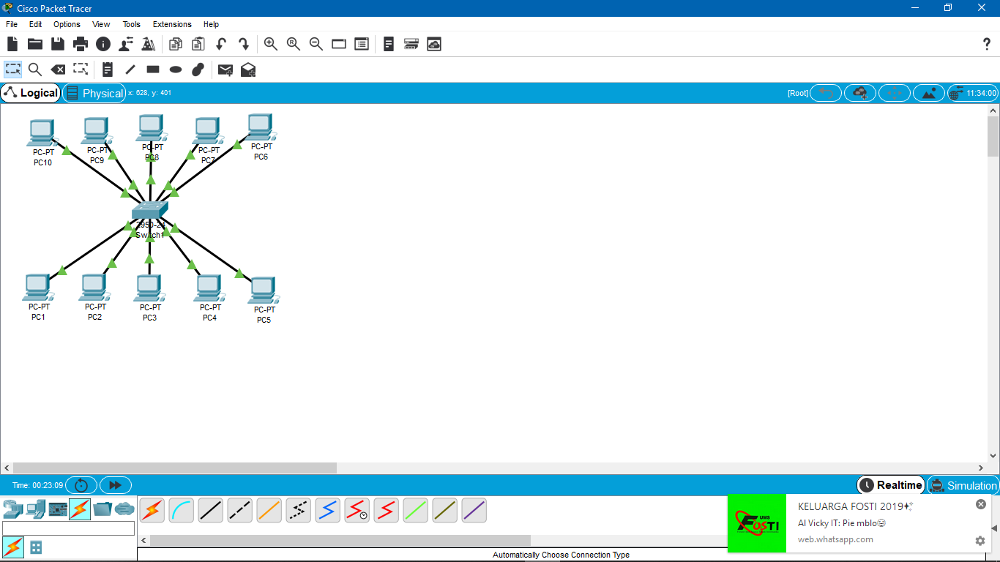 Cisco Packet Tracer
File Edit Options View Tools Extensions Help
Logical
Physical
x: 628, y: 401
[Root]
11:34:00
PC-PT
PC10
PC-PT
PC9
PC-PT
PC8
PC-PT
PC7
PC-PT
PC6
2950-24
Switch1
PC-PT
PC1
PC-PT
PC2
PC-PT
PC3
PC-PT
PC4
PC-PT
PC5
Time: 00:23:09
Realtime
Simulation
UMS
FOSTI
KELUARGA FOSTI 2019✨
Al Vicky IT: Pie mblo😂
web.whatsapp.com
Automatically Choose Connection Type